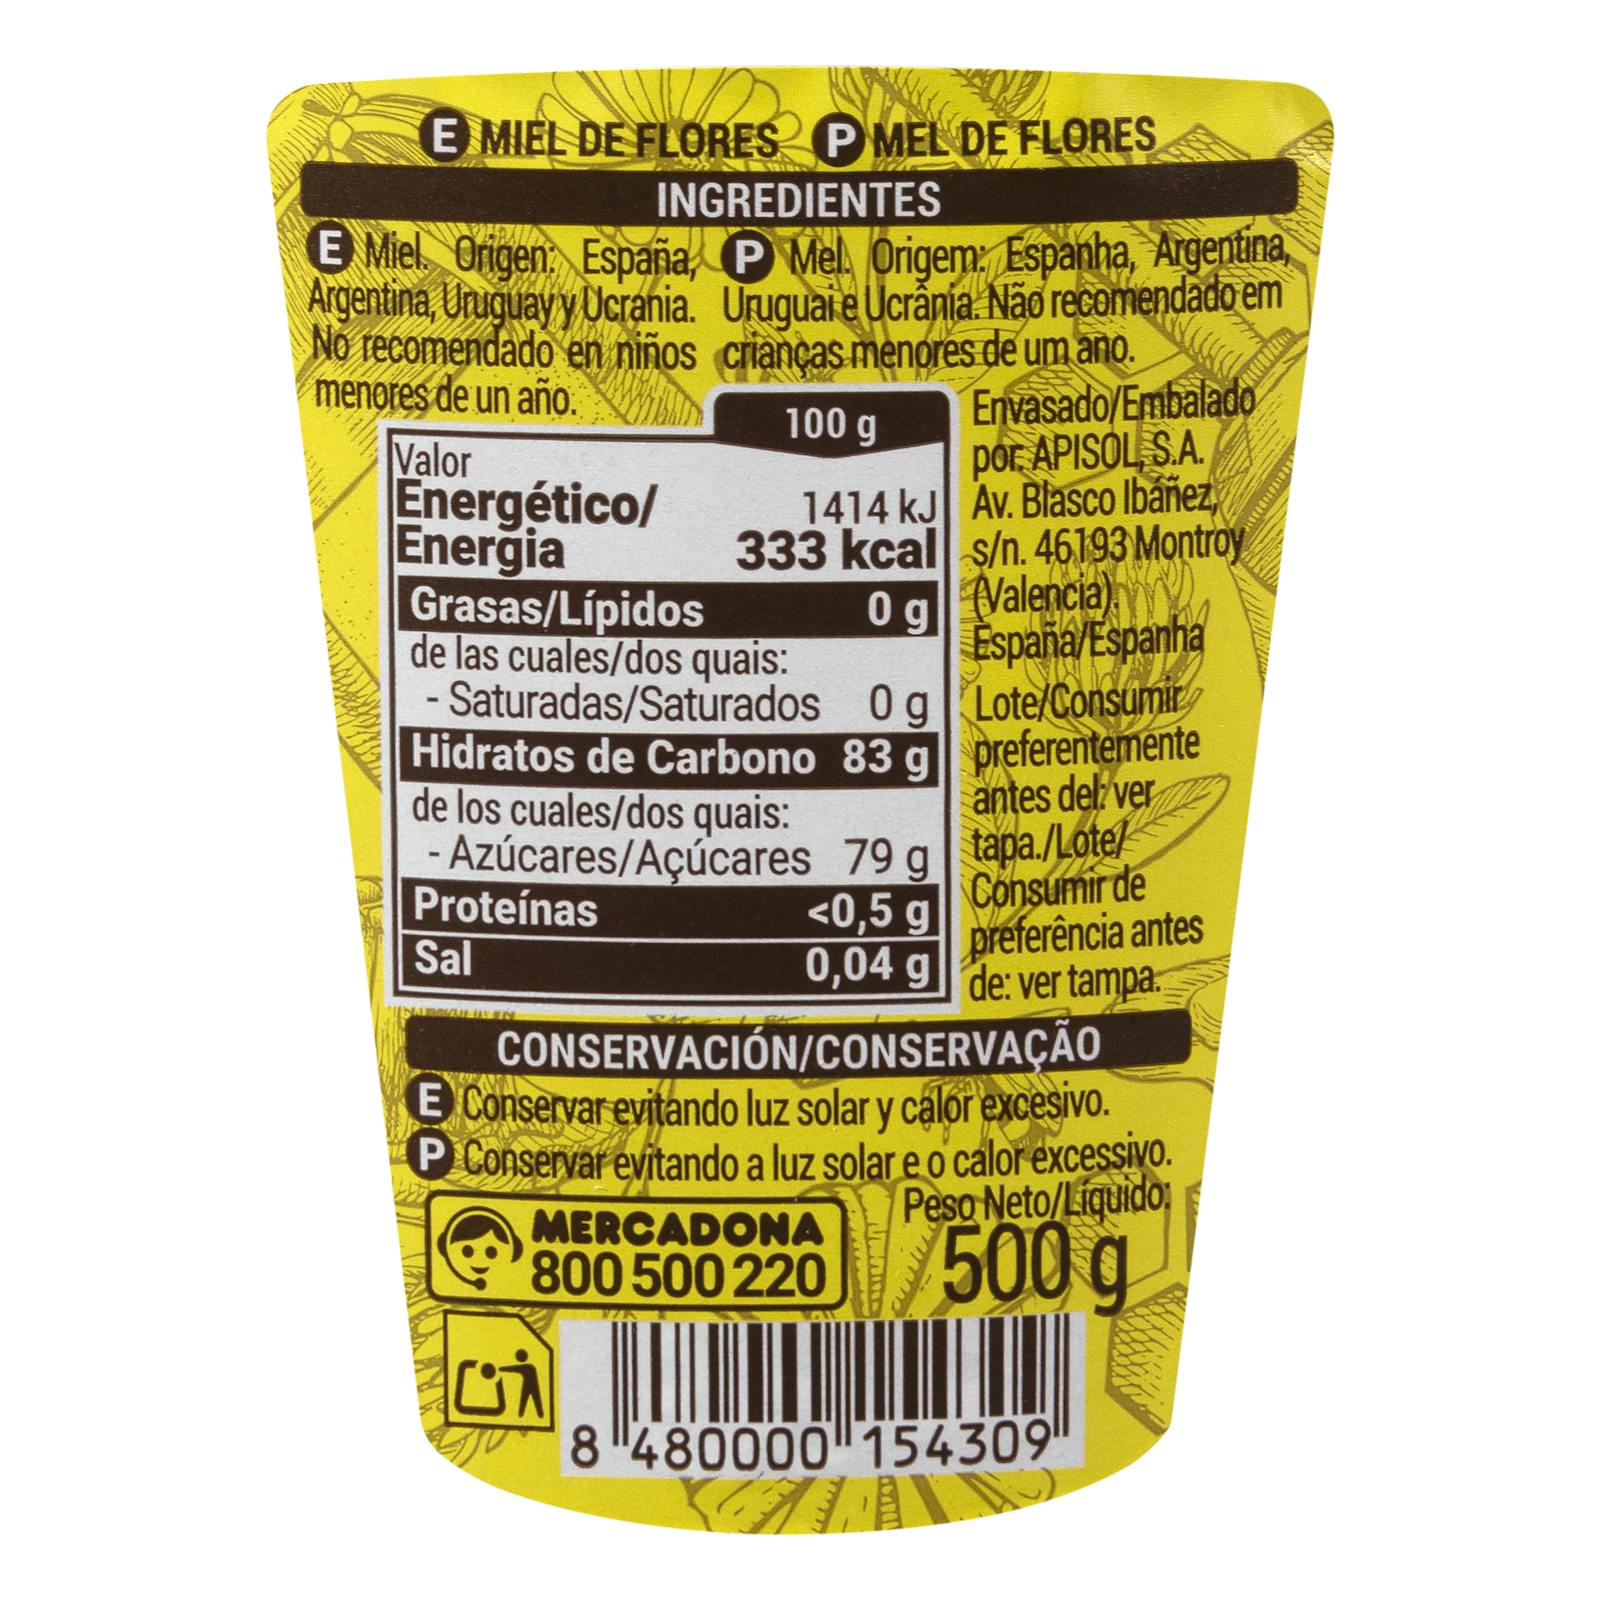 E MIEL DE FLORES P MEL DE FLORES
INGREDIENTES
E Miel. Origen: España,
Argentina, Uruguay y Ucrania.
No recomendado en niños
menores de un año.
P Mel. Origem: Espanha, Argentina,
Uruguai e Ucrânia. Não recomendado em
crianças menores de um ano.
100 g
Valor
Energético/ 1414 kJ
Energia 333 kcal
Grasas/Lípidos 0 g
de las cuales/dos quais:
- Saturadas/Saturados 0 g
Hidratos de Carbono 83 g
de los cuales/dos quais:
- Azúcares/Açúcares 79 g
Proteínas <0,5 g
Sal 0,04 g
Envasado/Embalado
por: APISOL, S.A.
Av. Blasco Ibáñez,
s/n. 46193 Montroy
(Valencia).
España/Espanha
Lote/Consumir
preferentemente
antes del: ver
tapa./Lote/
Consumir de
preferência antes
de: ver tampa.
CONSERVACIÓN/CONSERVAÇÃO
E Conservar evitando luz solar y calor excesivo.
P Conservar evitando a luz solar e o calor excessivo.
MERCADONA
800 500 220
Peso Neto/Líquido:
500 g
8 480000 154309